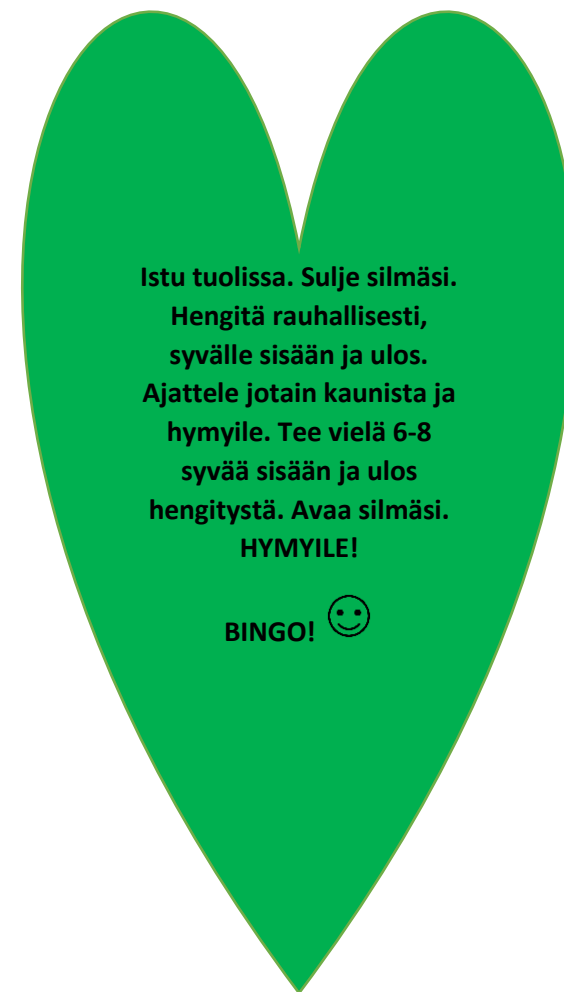 Istu tuolissa. Sulje silmäsi.
Hengitä rauhallisesti,
syvälle sisään ja ulos.
Ajattele jotain kaunista ja
hymyile. Tee vielä 6-8
syvää sisään ja ulos
hengitystä. Avaa silmäsi.
HYMYILE!
BINGO!